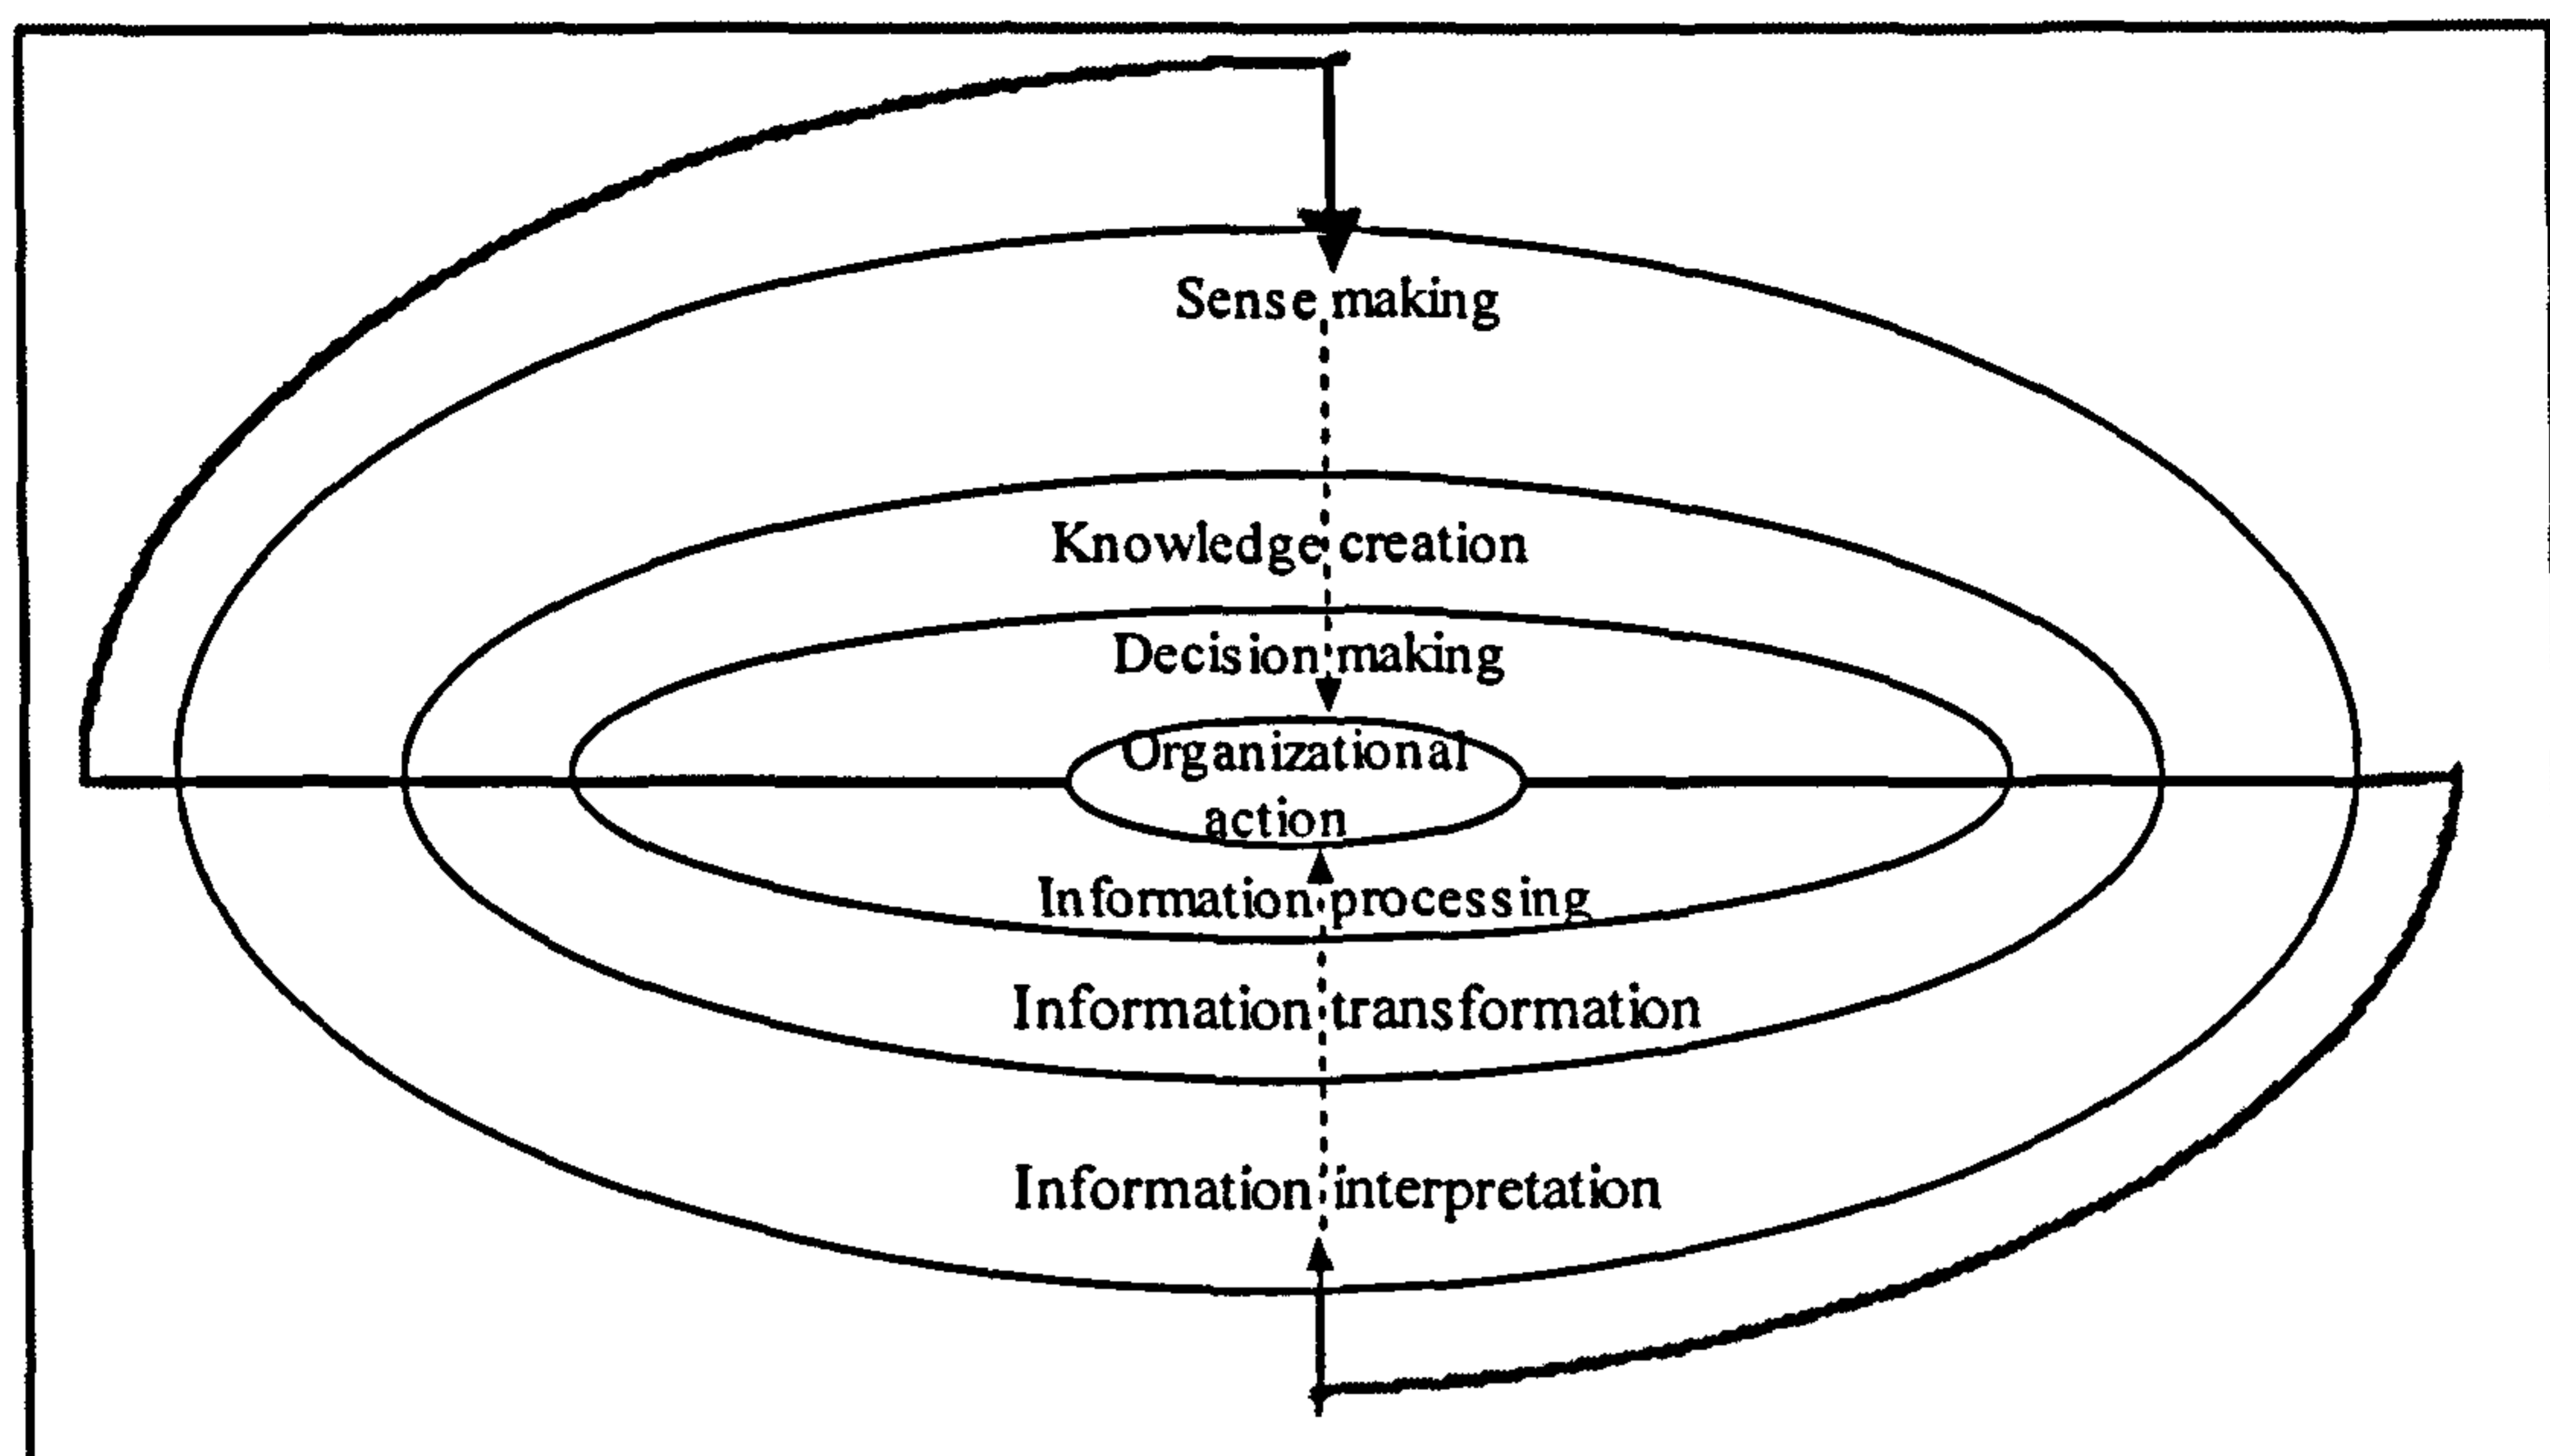 Sense making
Knowledge creation
Decision making
Organizational
action
Information processing
Information transformation
Information interpretation